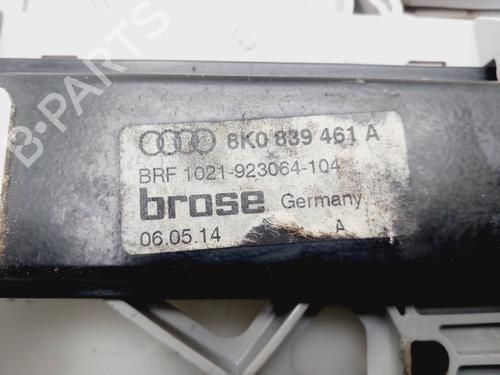 8K0 839 461 A
BRF 1021-923064-104
brose Germany
06.05.14 A
B-PARTS